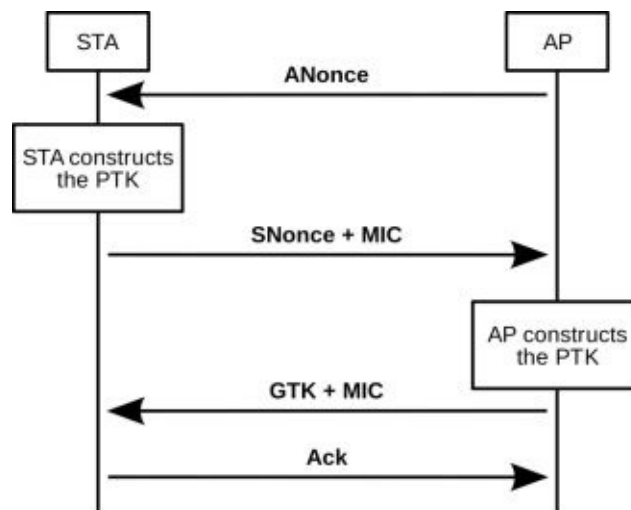 STA
AP
ANonce
STA constructs
the PTK
SNonce + MIC
AP constructs
the PTK
GTK + MIC
Ack